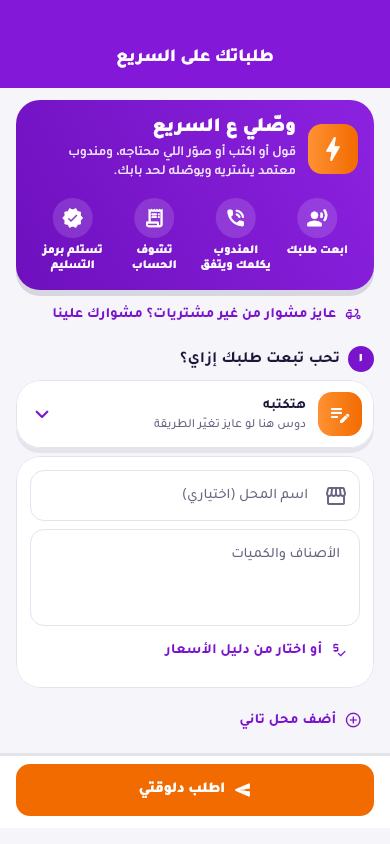 طلباتك على السريع
وصّلي ع السريع
قول أو اكتب أو صوّر اللي محتاجه، ومندوب
معتمد يشتريه ويوصّله لحد بابك.
ابعت طلبك
المندوب
يكلمك ويتفق
تشوف
الحساب
تستلم برمز
التسليم
عايز مشوار من غير مشتريات؟ مشوارك علينا
١
تحب تبعت طلبك إزاي؟
هتكتبه
دوس هنا لو عايز تغيّر الطريقة
اسم المحل (اختياري)
الأصناف والكميات
أو اختار من دليل الأسعار
أضف محل تاني
اطلب دلوقتي